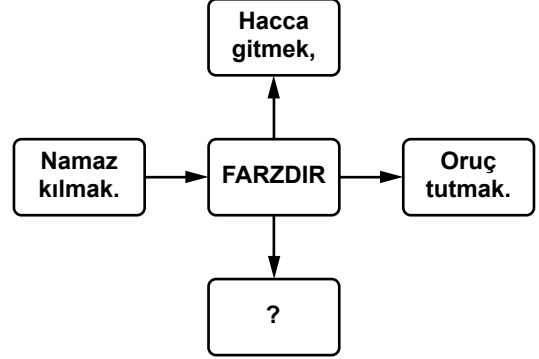 Hacca
gitmek,
Namaz
kılmak.
FARZDIR
Oruç
tutmak.
?